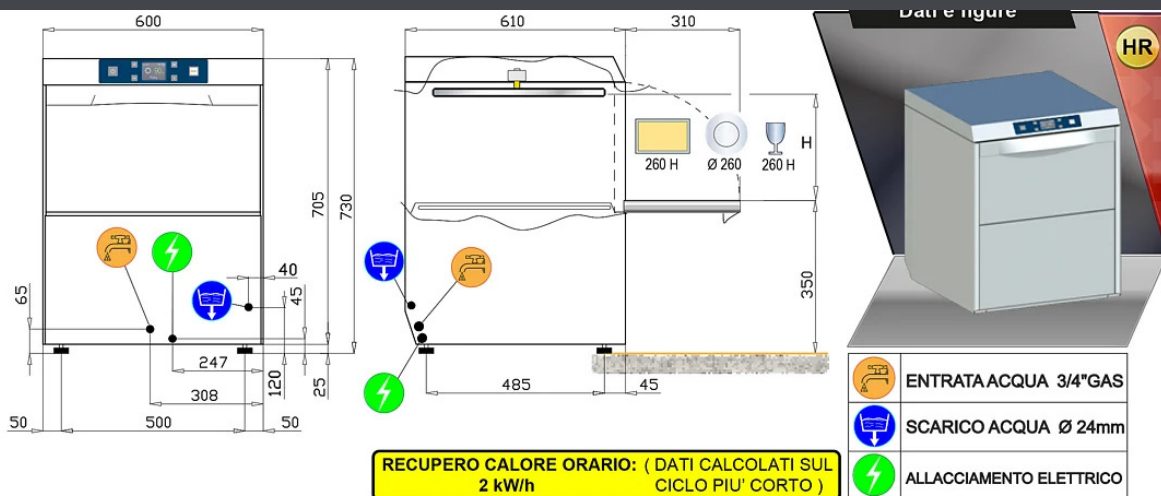 Dati e figure
HR
600
610
310
260 H
Ø 260
260 H
H
705
730
350
65
40
45
247
308
120
25
50
500
50
485
45
ENTRATA ACQUA 3/4"GAS
SCARICO ACQUA Ø 24mm
ALLACCIAMENTO ELETTRICO
RECUPERO CALORE ORARIO: ( DATI CALCOLATI SUL
2 kW/h CICLO PIU' CORTO )